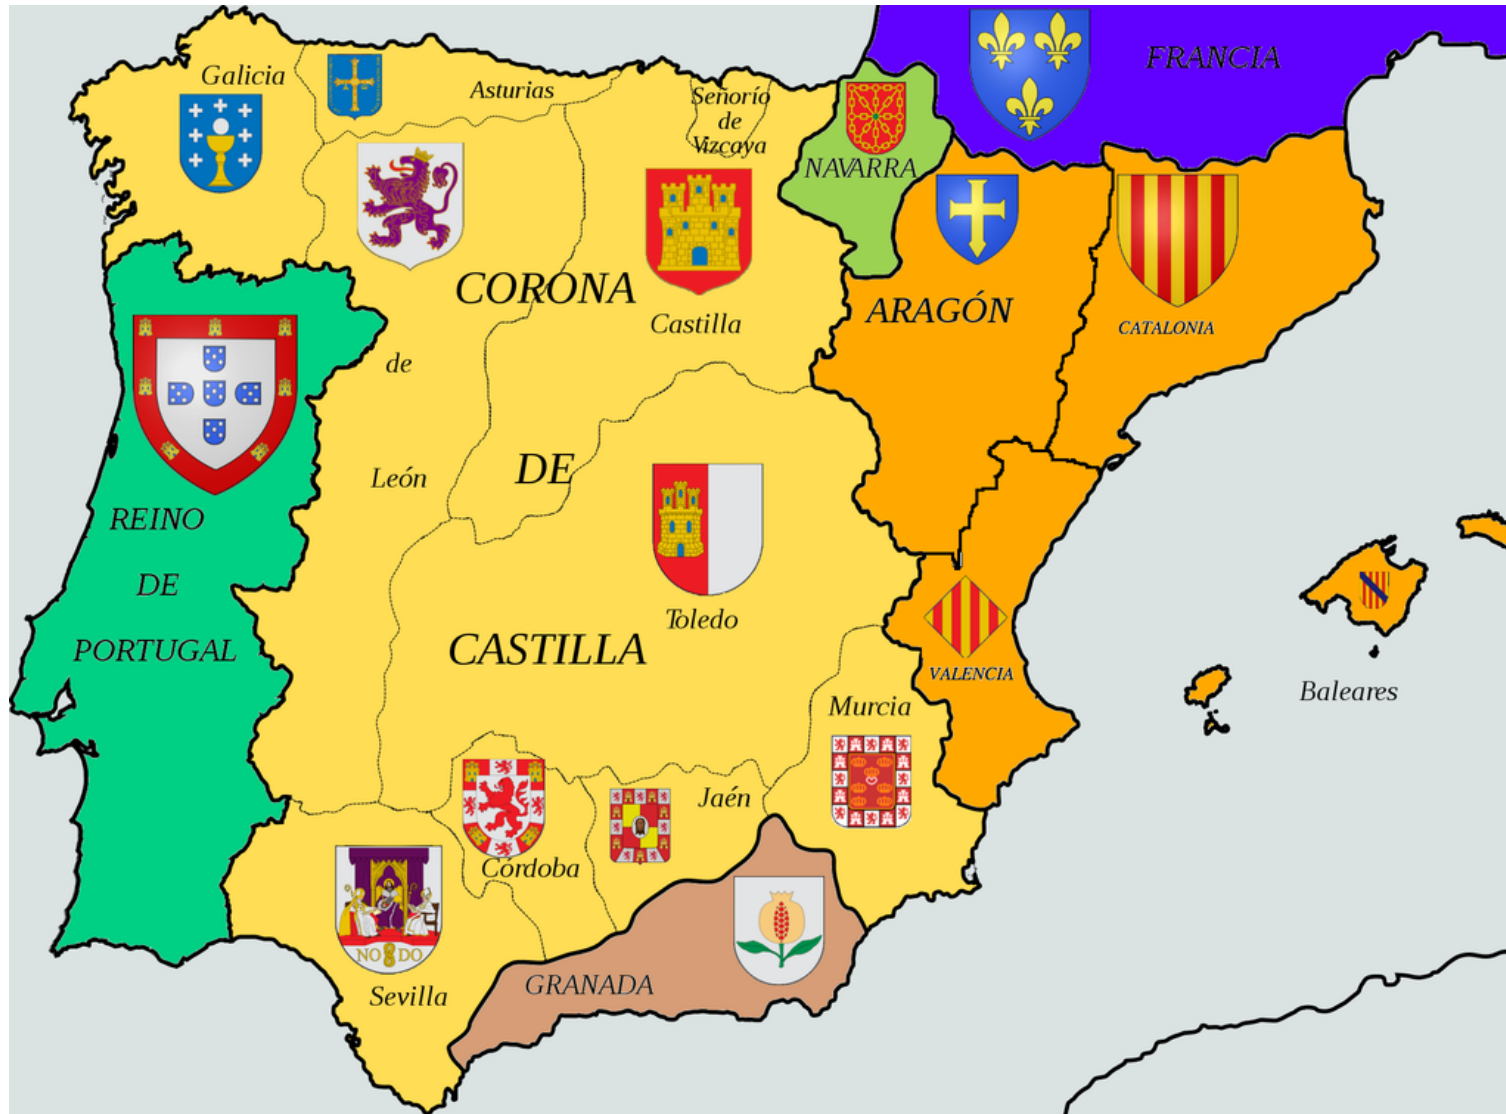 FRANCIA
Galicia
Asturias
Señorío
de
Vizcaya
NAVARRA
CORONA
ARAGÓN
Castilla
CATALONIA
de
León
DE
REINO
DE
PORTUGAL
Toledo
CASTILLA
VALENCIA
Baleares
Murcia
Jaén
Córdoba
NO DO
GRANADA
Sevilla